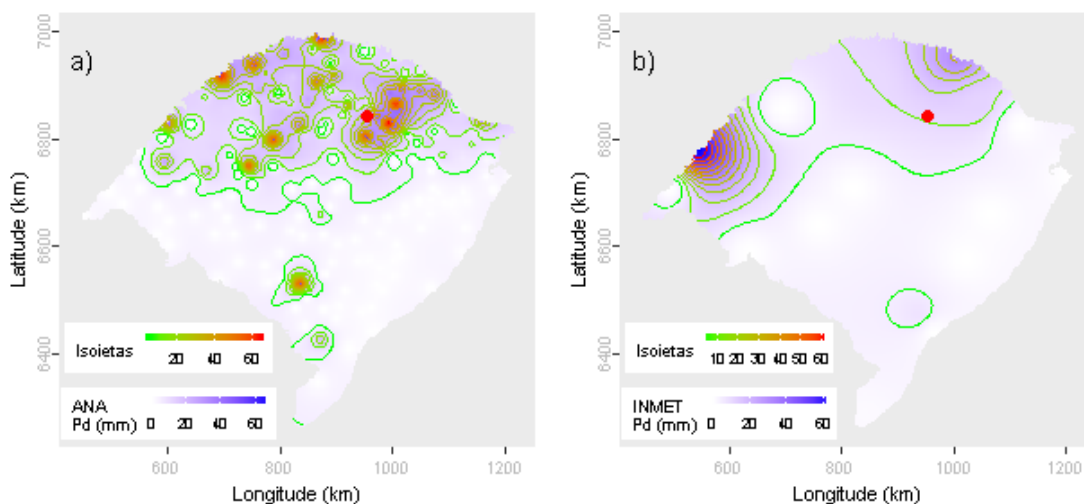 a)
7000
6800
6600
6400
Latitude (km)
Isoietas
20 40 60
ANA
Pd (mm) 0 20 40 60
600 800 1000 1200
Longitude (km)
b)
7000
6800
6600
6400
Latitude (km)
Isoietas
10 20 30 40 50 60
INMET
Pd (mm) 0 20 40 60
600 800 1000 1200
Longitude (km)